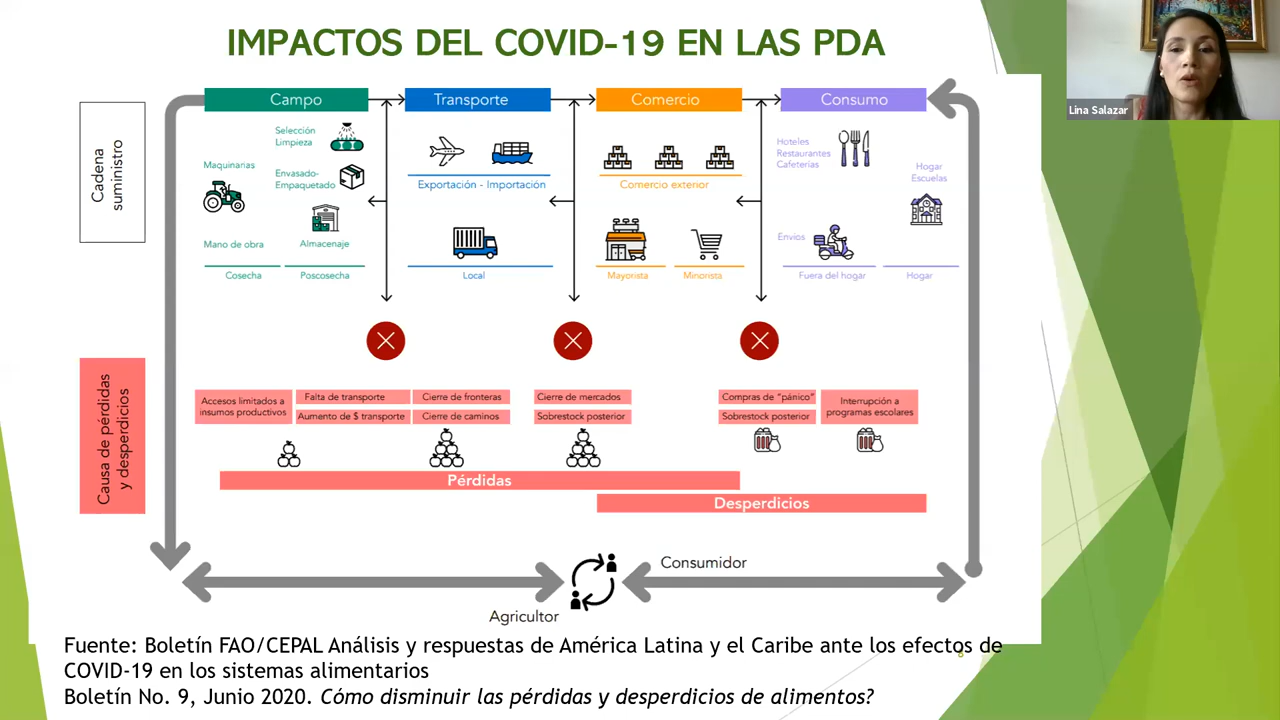 IMPACTOS DEL COVID-19 EN LAS PDA
Lina Salazar
Cadena
suministro
Campo
Transporte
Comercio
Consumo
Selección
Limpieza
Maquinarias
Envasado-
Empaquetado
Mano de obra
Almacenaje
Cosecha
Poscosecha
Exportación - Importación
Local
Comercio exterior
Mayorista
Minorista
Hoteles
Restaurantes
Cafeterías
Hogar
Escuelas
Envíos
Fuera del hogar
Hogar
Causa de pérdidas
y desperdicios
Accesos limitados a
insumos productivos
Falta de transporte
Aumento de $ transporte
Cierre de fronteras
Cierre de caminos
Cierre de mercados
Sobrestock posterior
Compras de "pánico"
Sobrestock posterior
Interrupción a
programas escolares
Pérdidas
Desperdicios
Consumidor
Agricultor
Fuente: Boletín FAO/CEPAL Análisis y respuestas de América Latina y el Caribe ante los efectos de
COVID-19 en los sistemas alimentarios
Boletín No. 9, Junio 2020. Cómo disminuir las pérdidas y desperdicios de alimentos?